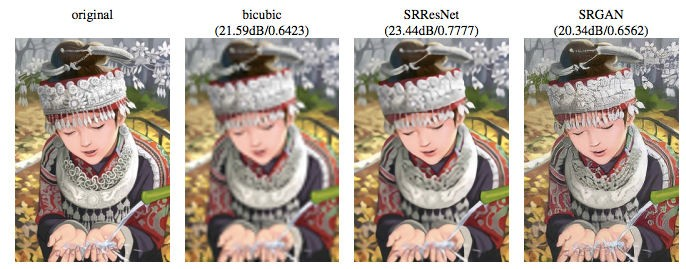 original
bicubic
(21.59dB/0.6423)
SRResNet
(23.44dB/0.7777)
SRGAN
(20.34dB/0.6562)